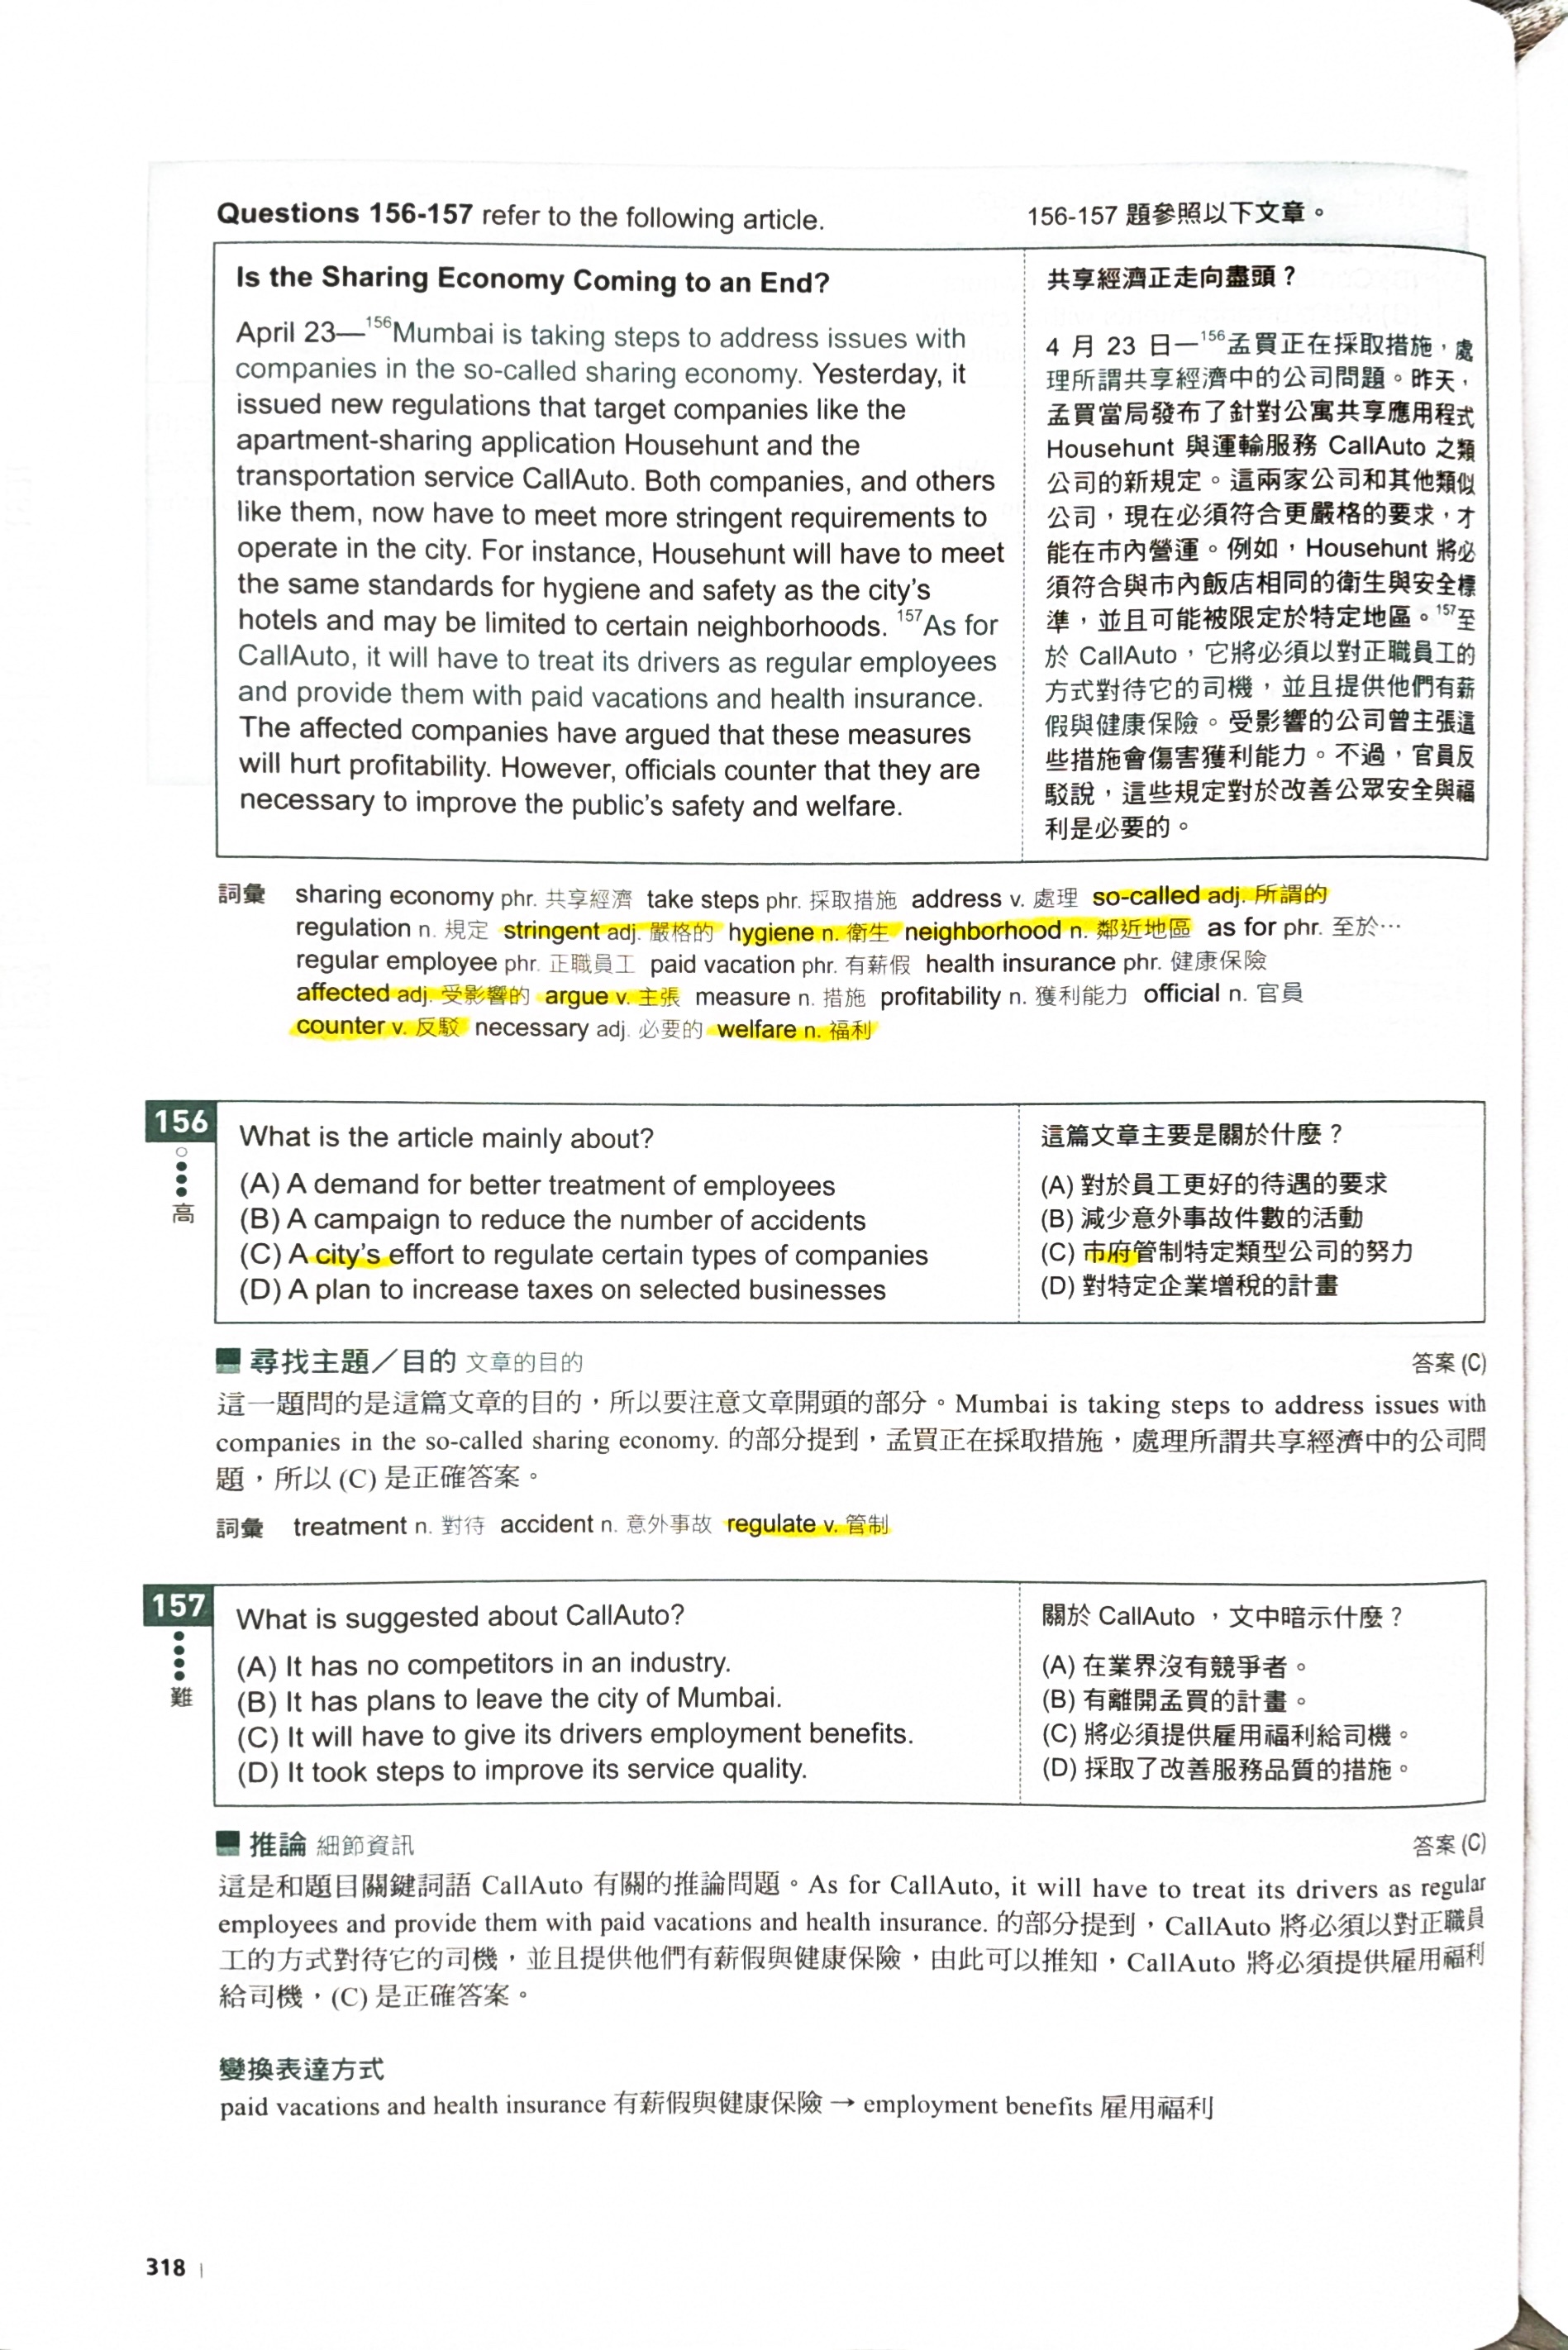 Questions 156-157 refer to the following article.
156-157 題參照以下文章。
Is the Sharing Economy Coming to an End?
April 23—156Mumbai is taking steps to address issues with
companies in the so-called sharing economy. Yesterday, it
issued new regulations that target companies like the
apartment-sharing application Househunt and the
transportation service CallAuto. Both companies, and others
like them, now have to meet more stringent requirements to
operate in the city. For instance, Househunt will have to meet
the same standards for hygiene and safety as the city's
hotels and may be limited to certain neighborhoods. 157As for
CallAuto, it will have to treat its drivers as regular employees
and provide them with paid vacations and health insurance.
The affected companies have argued that these measures
will hurt profitability. However, officials counter that they are
necessary to improve the public's safety and welfare.
共享經濟正走向盡頭？
4 月 23 日—156孟買正在採取措施，處
理所謂共享經濟中的公司問題。昨天，
孟買當局發布了針對公寓共享應用程式
Househunt 與運輸服務 CallAuto 之類
公司的新規定。這兩家公司和其他類似
公司，現在必須符合更嚴格的要求，才
能在市內營運。例如，Househunt 將必
須符合與市內飯店相同的衛生與安全標
準，並且可能被限定於特定地區。157至
於 CallAuto，它將必須以對正職員工的
方式對待它的司機，並且提供他們有薪
假與健康保險。受影響的公司曾主張這
些措施會傷害獲利能力。不過，官員反
駁說，這些規定對於改善公眾安全與福
利是必要的。
詞彙 sharing economy phr. 共享經濟 take steps phr. 採取措施 address v. 處理 so-called adj. 所謂的
regulation n. 規定 stringent adj. 嚴格的 hygiene n. 衛生 neighborhood n. 鄰近地區 as for phr. 至於…
regular employee phr. 正職員工 paid vacation phr. 有薪假 health insurance phr. 健康保險
affected adj. 受影響的 argue v. 主張 measure n. 措施 profitability n. 獲利能力 official n. 官員
counter v. 反駁 necessary adj. 必要的 welfare n. 福利
156
高
What is the article mainly about?
(A) A demand for better treatment of employees
(B) A campaign to reduce the number of accidents
(C) A city's effort to regulate certain types of companies
(D) A plan to increase taxes on selected businesses
這篇文章主要是關於什麼？
(A) 對於員工更好的待遇的要求
(B) 減少意外事故件數的活動
(C) 市府管制特定類型公司的努力
(D) 對特定企業增稅的計畫
尋找主題／目的 文章的目的
答案 (C)
這一題問的是這篇文章的目的，所以要注意文章開頭的部分。Mumbai is taking steps to address issues with
companies in the so-called sharing economy. 的部分提到，孟買正在採取措施，處理所謂共享經濟中的公司問
題，所以 (C) 是正確答案。
詞彙 treatment n. 對待 accident n. 意外事故 regulate v. 管制
157
難
What is suggested about CallAuto?
(A) It has no competitors in an industry.
(B) It has plans to leave the city of Mumbai.
(C) It will have to give its drivers employment benefits.
(D) It took steps to improve its service quality.
關於 CallAuto ，文中暗示什麼？
(A) 在業界沒有競爭者。
(B) 有離開孟買的計畫。
(C) 將必須提供雇用福利給司機。
(D) 採取了改善服務品質的措施。
推論 細節資訊
答案 (C)
這是和題目關鍵詞語 CallAuto 有關的推論問題。As for CallAuto, it will have to treat its drivers as regular
employees and provide them with paid vacations and health insurance. 的部分提到，CallAuto 將必須以對正職員
工的方式對待它的司機，並且提供他們有薪假與健康保險，由此可以推知，CallAuto 將必須提供雇用福利
給司機，(C) 是正確答案。
變換表達方式
paid vacations and health insurance 有薪假與健康保險 → employment benefits 雇用福利
318